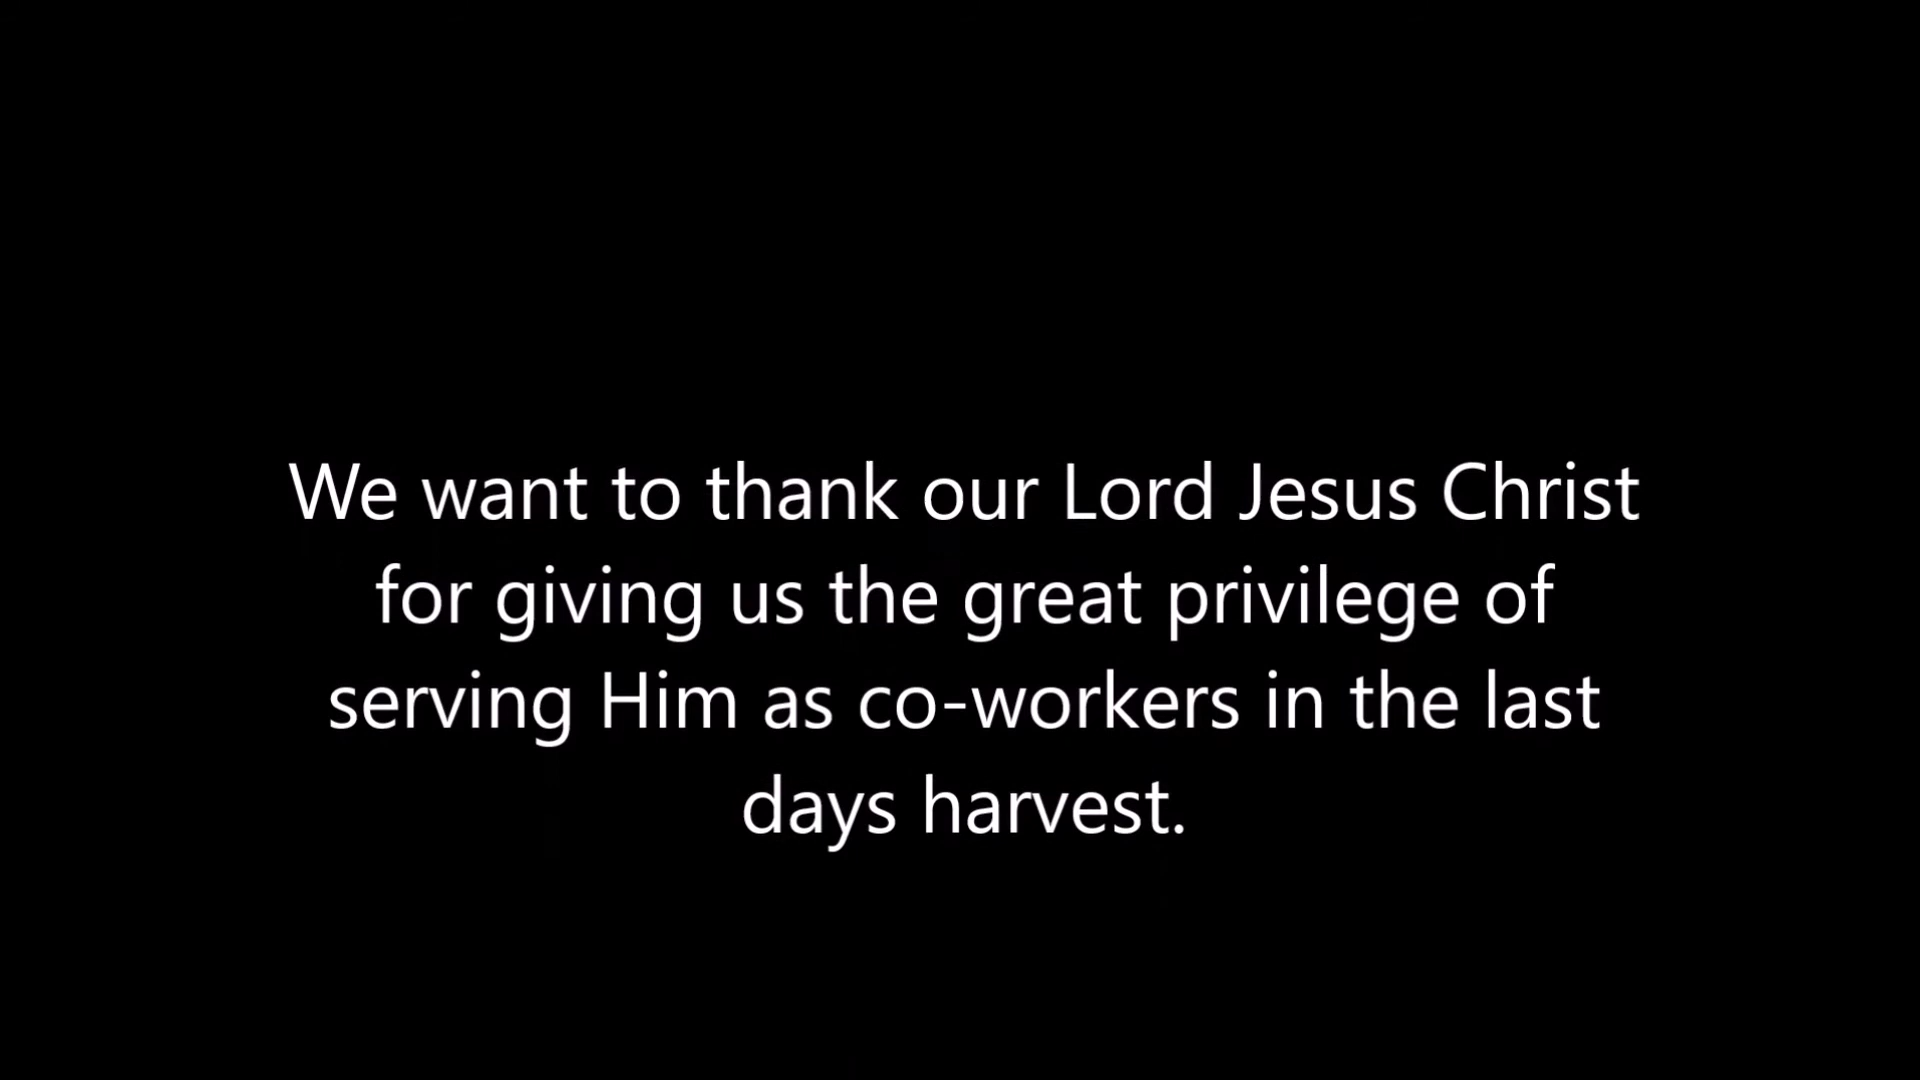 We want to thank our Lord Jesus Christ
for giving us the great privilege of
serving Him as co-workers in the last
days harvest.